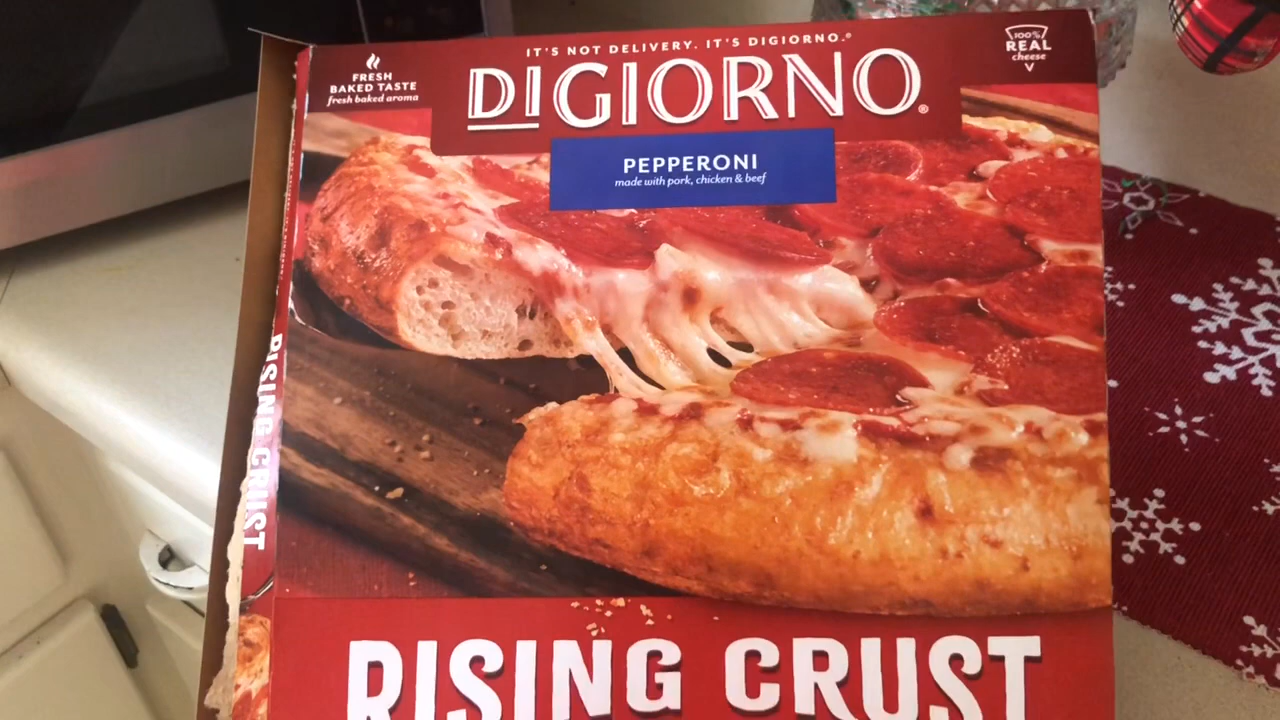 IT'S NOT DELIVERY. IT'S DIGIORNO.®
DIGIORNO®
FRESH
BAKED TASTE
fresh baked aroma
100%
REAL
cheese
PEPPERONI
made with pork, chicken & beef
RISING CRUST
RISING CRUST